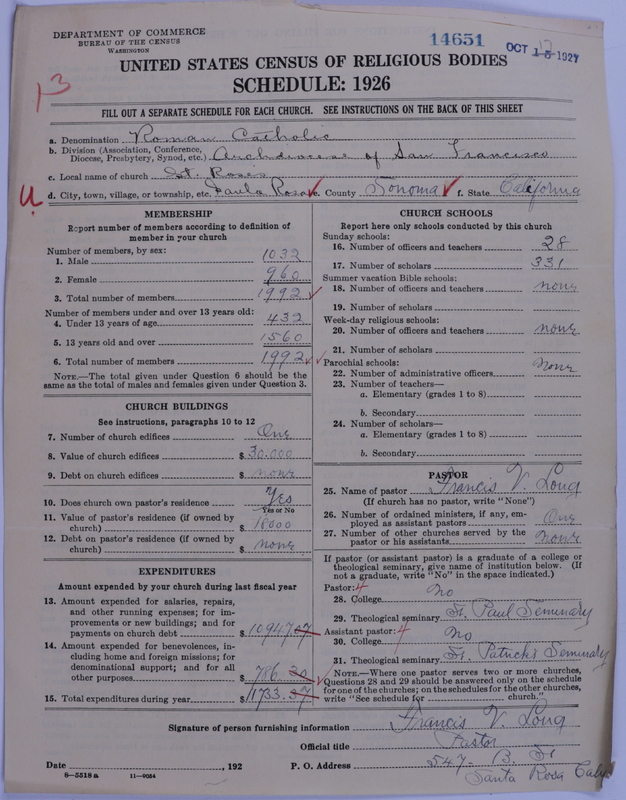 DEPARTMENT OF COMMERCE
BUREAU OF THE CENSUS
WASHINGTON
14651
OCT 1927
13
UNITED STATES CENSUS OF RELIGIOUS BODIES
SCHEDULE: 1926
FILL OUT A SEPARATE SCHEDULE FOR EACH CHURCH. SEE INSTRUCTIONS ON THE BACK OF THIS SHEET
a. Denomination Roman Catholic
b. Division (Association, Conference, Diocese, Presbytery, Synod, etc.) Archdiocese of San Francisco
c. Local name of church St. Roses
U. d. City, town, village, or township, etc. Santa Rosa e. County Sonoma f. State California
MEMBERSHIP
Report number of members according to definition of
member in your church
Number of members, by sex:
1. Male 1032
2. Female 960
3. Total number of members 1992
Number of members under and over 13 years old:
4. Under 13 years of age 432
5. 13 years old and over 1560
6. Total number of members 1992
NOTE.—The total given under Question 6 should be the
same as the total of males and females given under Question 3.
CHURCH BUILDINGS
See instructions, paragraphs 10 to 12
7. Number of church edifices One
8. Value of church edifices $ 30.000
9. Debt on church edifices $ none
10. Does church own pastor's residence Yes
Yes or No
11. Value of pastor's residence (if owned by
church) $ 18000
12. Debt on pastor's residence (if owned by
church) $ none
EXPENDITURES
Amount expended by your church during last fiscal year
13. Amount expended for salaries, repairs,
and other running expenses; for im-
provements or new buildings; and for
payments on church debt $ 10947.07
14. Amount expended for benevolences, in-
cluding home and foreign missions; for
denominational support; and for all
other purposes $ 786.30
15. Total expenditures during year $ 11733.37
CHURCH SCHOOLS
Report here only schools conducted by this church
Sunday schools:
16. Number of officers and teachers 28
17. Number of scholars 331
Summer vacation Bible schools:
18. Number of officers and teachers none
19. Number of scholars
Week-day religious schools:
20. Number of officers and teachers none
21. Number of scholars
Parochial schools:
22. Number of administrative officers none
23. Number of teachers—
a. Elementary (grades 1 to 8)
b. Secondary
24. Number of scholars—
a. Elementary (grades 1 to 8)
b. Secondary
PASTOR
25. Name of pastor Francis V. Long
(If church has no pastor, write "None")
26. Number of ordained ministers, if any, em-
ployed as assistant pastors One
27. Number of other churches served by the
pastor or his assistants None
If pastor (or assistant pastor) is a graduate of a college or
theological seminary, give name of institution below. (If
not a graduate, write "No" in the space indicated.)
Pastor: 4
28. College No
29. Theological seminary St. Paul Seminary
Assistant pastor: 4
30. College No
31. Theological seminary St. Patricks Seminary
NOTE.—Where one pastor serves two or more churches,
Questions 28 and 29 should be answered only on the schedule
for one of the churches; on the schedules for the other churches,
write "See schedule for church."
Signature of person furnishing information Francis V. Long
Official title Pastor
Date , 192 P. O. Address 547 - B. St
Santa Rosa Calif
8-5518 a 11-9054